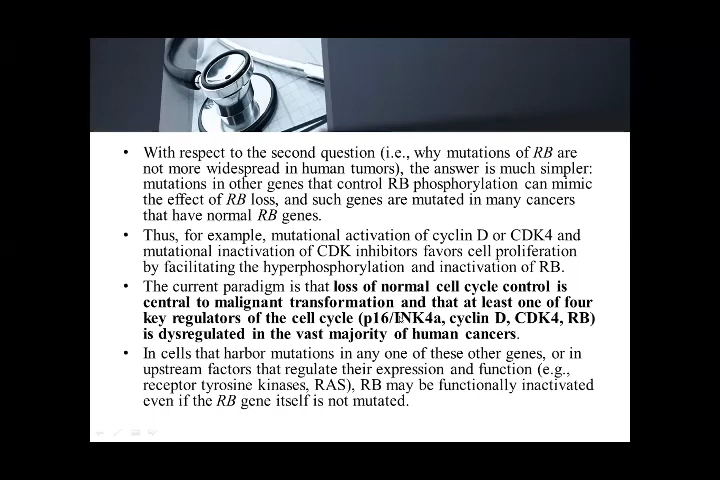 • With respect to the second question (i.e., why mutations of RB are
not more widespread in human tumors), the answer is much simpler:
mutations in other genes that control RB phosphorylation can mimic
the effect of RB loss, and such genes are mutated in many cancers
that have normal RB genes.
• Thus, for example, mutational activation of cyclin D or CDK4 and
mutational inactivation of CDK inhibitors favors cell proliferation
by facilitating the hyperphosphorylation and inactivation of RB.
• The current paradigm is that loss of normal cell cycle control is
central to malignant transformation and that at least one of four
key regulators of the cell cycle (p16/INK4a, cyclin D, CDK4, RB)
is dysregulated in the vast majority of human cancers.
• In cells that harbor mutations in any one of these other genes, or in
upstream factors that regulate their expression and function (e.g.,
receptor tyrosine kinases, RAS), RB may be functionally inactivated
even if the RB gene itself is not mutated.